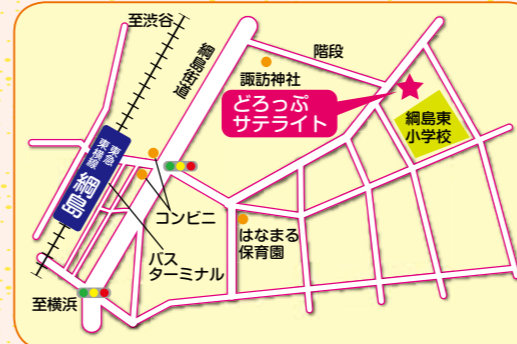 至渋谷
綱島街道
階段
諏訪神社
どろっぷ
サテライト
綱島東
小学校
東急
東横線
綱島
コンビニ
はなまる
保育園
バス
ターミナル
至横浜